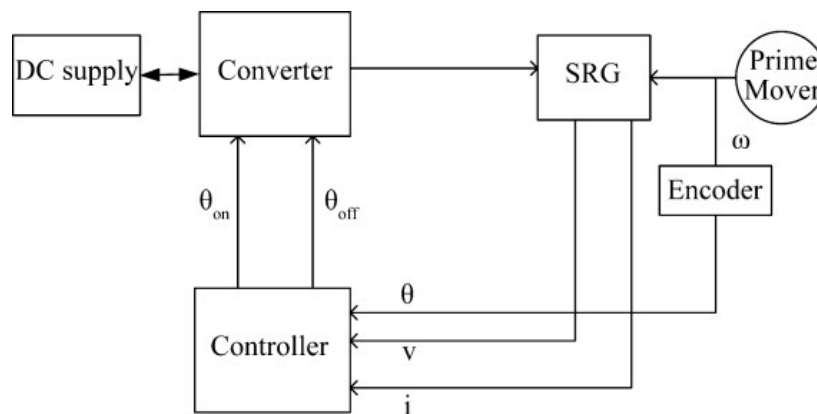 DC supply
Converter
SRG
Prime
Mover
ω
Encoder
θon
θoff
θ
Controller
v
i